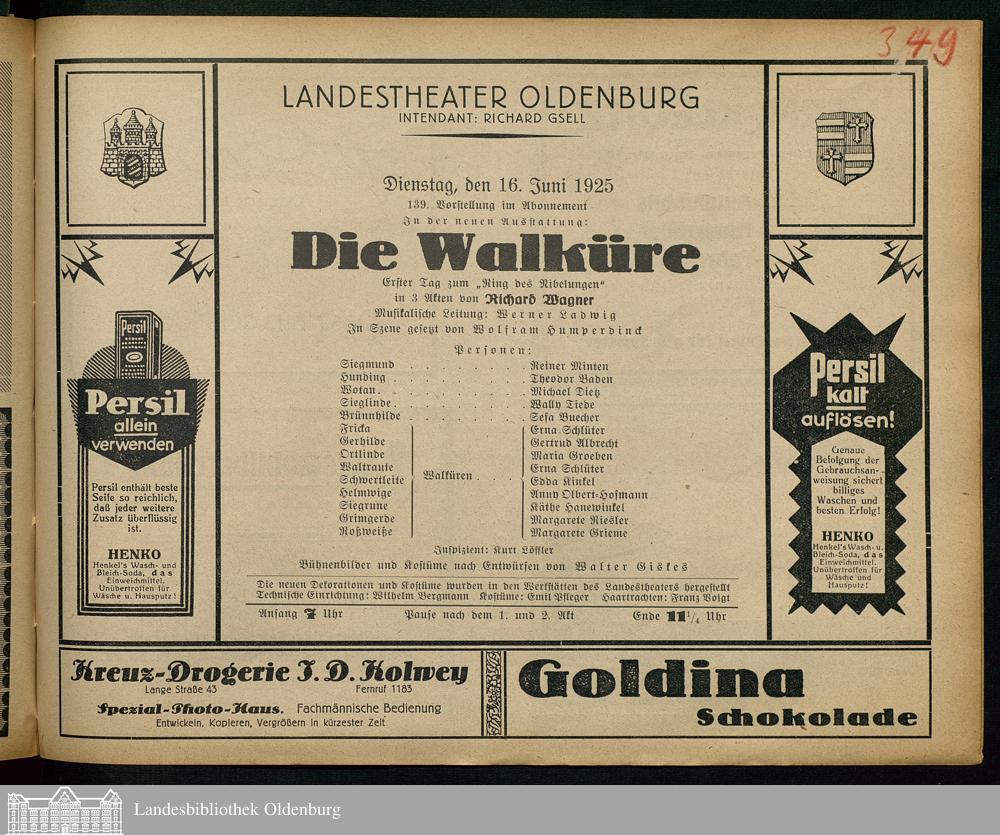 349
LANDESTHEATER OLDENBURG
INTENDANT: RICHARD GSELL
Dienstag, den 16. Juni 1925
139. Vorstellung im Abonnement
In der neuen Ausstattung:
Die Walküre
Erster Tag zum „Ring des Nibelungen“
in 3 Akten von Richard Wagner
Musikalische Leitung: Werner Ladwig
In Szene gesetzt von Wolfram Humperdinck
Personen:
Siegmund . . . . . . . . . Reiner Minten
Hunding . . . . . . . . . Theodor Baden
Wotan . . . . . . . . . Michael Dietz
Sieglinde . . . . . . . . . Wally Tiede
Brünnhilde . . . . . . . . . Sefa Buecher
Fricka Erna Schlüter
Gerhilde Gertrud Albrecht
Ortlinde Maria Groeben
Waltraute Erna Schlüter
Schwertleite Walküren . . . . Edda Kinkel
Helmwige Anny Olbert-Hofmann
Siegrune Käthe Hanewinkel
Grimgerde Margarete Riesler
Roßweiße Margarete Grieme
Inspizient: Kurt Löffler
Bühnenbilder und Kostüme nach Entwürfen von Walter Giskes
Die neuen Dekorationen und Kostüme wurden in den Werkstätten des Landestheaters hergestellt
Technische Einrichtung: Wilhelm Bergmann Kostüme: Emil Pfleger Haartrachten: Franz Voigt
Anfang 7 Uhr Pause nach dem 1. und 2. Akt Ende 11 1/4 Uhr
Persil
Persil
allein
verwenden
Persil enthält beste
Seife so reichlich,
daß jeder weitere
Zusatz überflüssig
ist.
HENKO
Henkel's Wasch- und
Bleich-Soda, das
Einweichmittel.
Unübertroffen für
Wäsche u. Hausputz!
Persil
kalt
auflösen!
Genaue
Befolgung der
Gebrauchsan-
weisung sichert
billiges
Waschen und
besten Erfolg!
HENKO
Henkel's Wasch- u.
Bleich-Soda, das
Einweichmittel.
Unübertroffen für
Wäsche und
Hausputz!
Kreuz-Drogerie J. D. Kolwey
Lange Straße 43 Fernruf 1183
Spezial-Photo-Haus. Fachmännische Bedienung
Entwickeln, Kopieren, Vergrößern in kürzester Zeit
Goldina
Schokolade
Landesbibliothek Oldenburg